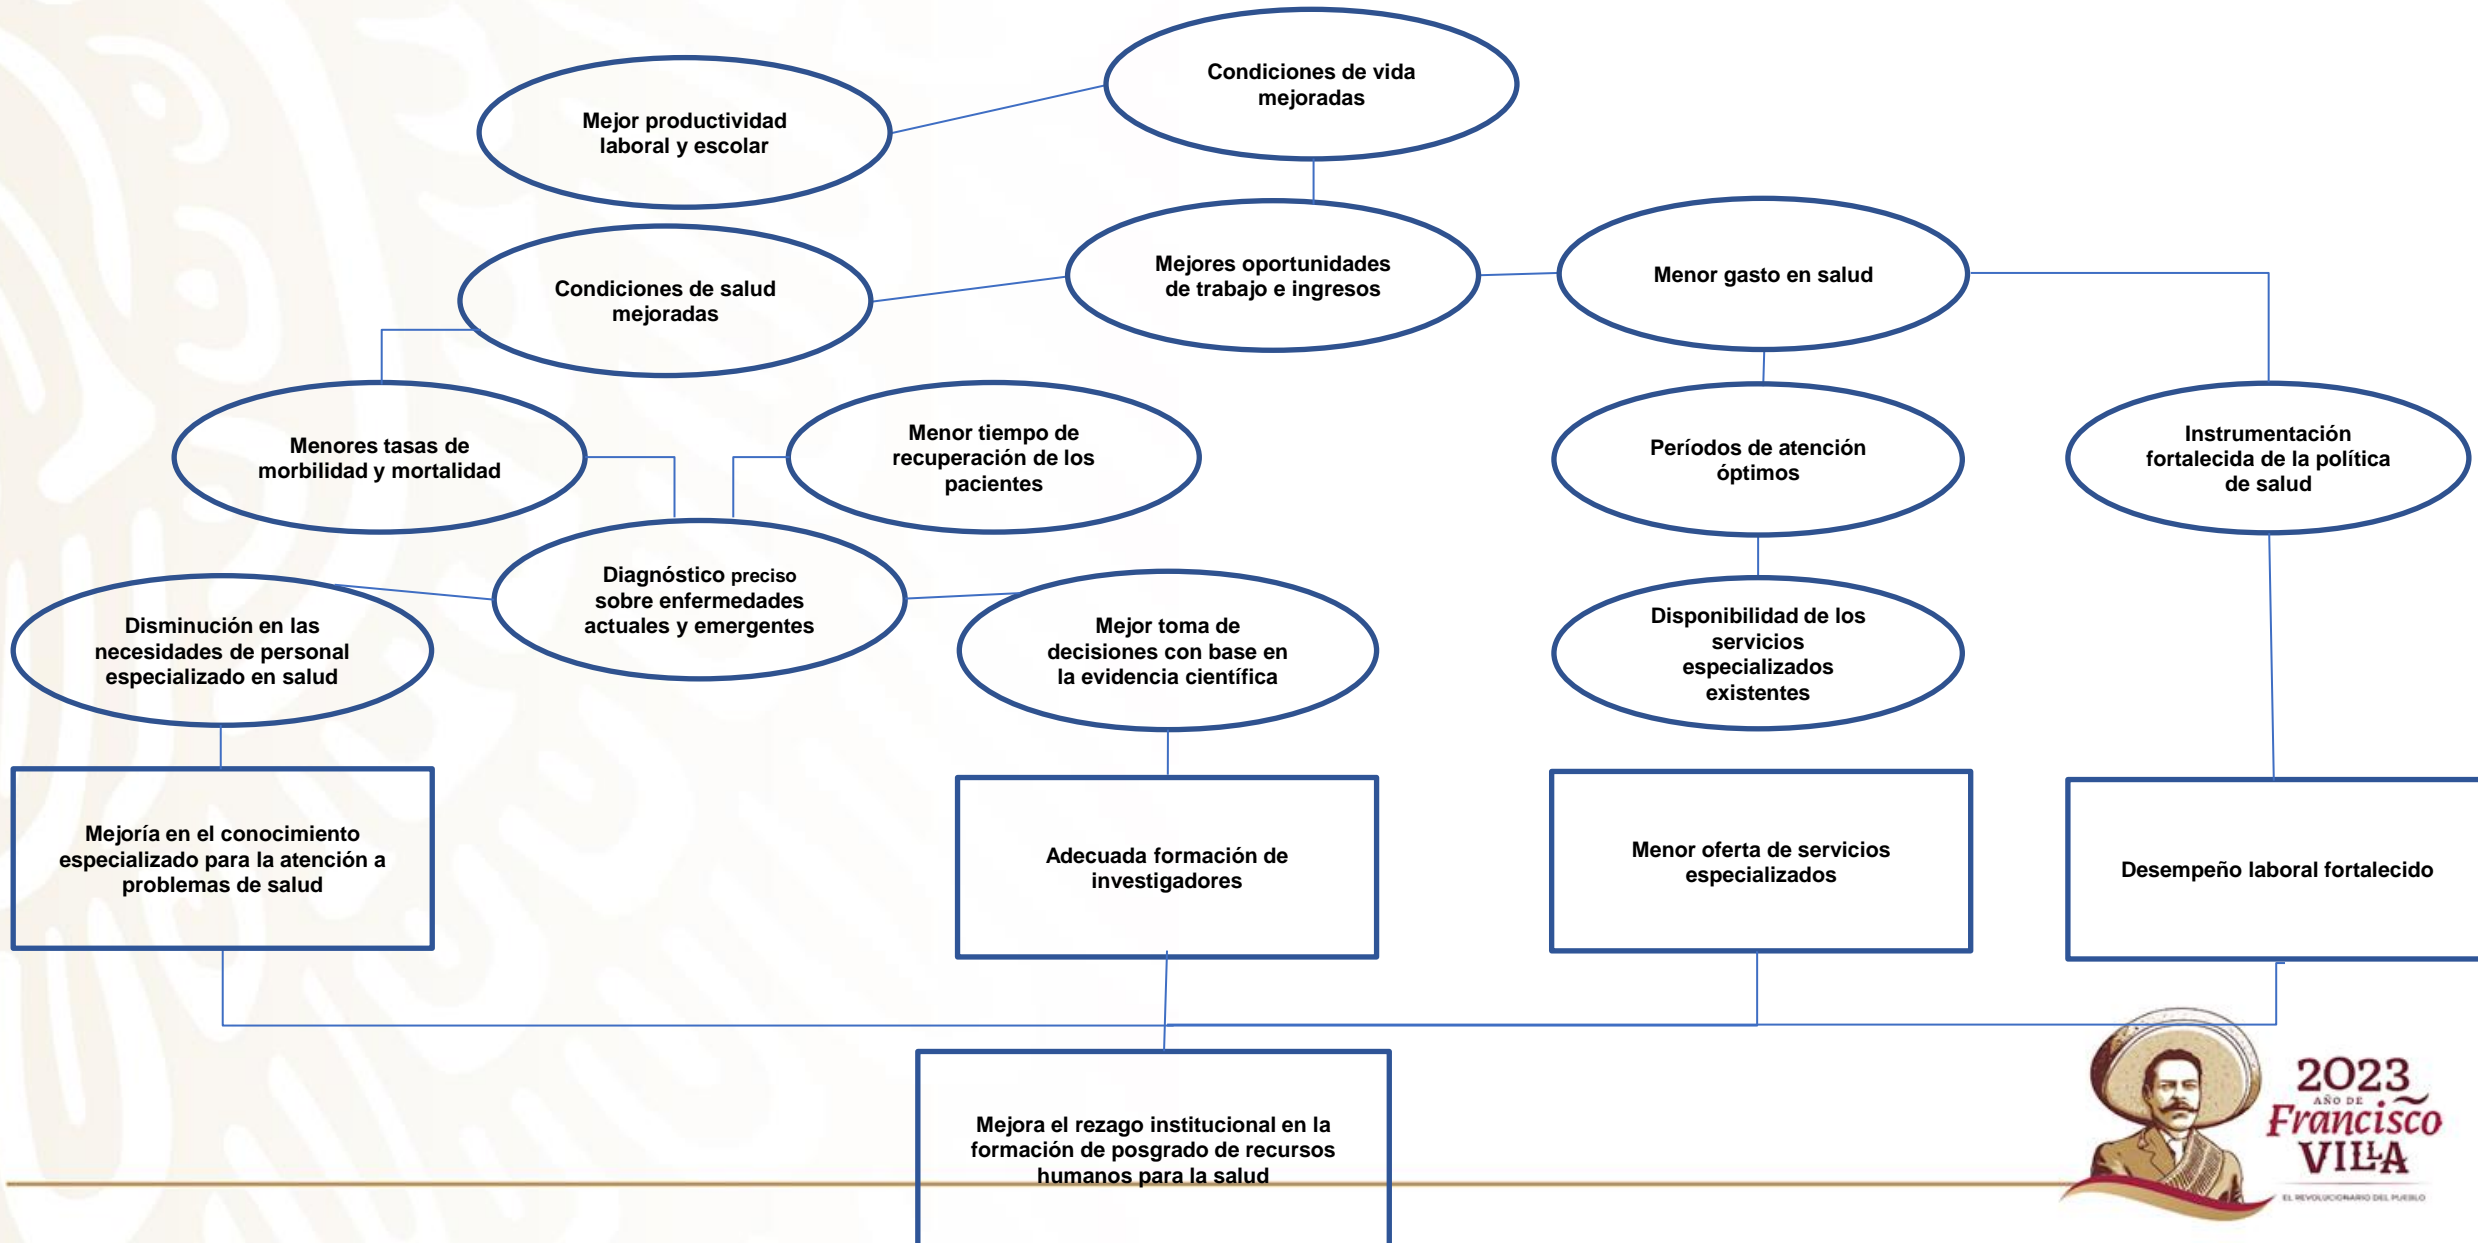 Condiciones de vida
mejoradas
Mejor productividad
laboral y escolar
Mejores oportunidades
de trabajo e ingresos
Menor gasto en salud
Condiciones de salud
mejoradas
Menores tasas de
morbilidad y mortalidad
Menor tiempo de
recuperación de los
pacientes
Períodos de atención
óptimos
Instrumentación
fortalecida de la política
de salud
Diagnóstico preciso
sobre enfermedades
actuales y emergentes
Disminución en las
necesidades de personal
especializado en salud
Mejor toma de
decisiones con base en
la evidencia científica
Disponibilidad de los
servicios
especializados
existentes
Mejoría en el conocimiento
especializado para la atención a
problemas de salud
Adecuada formación de
investigadores
Menor oferta de servicios
especializados
Desempeño laboral fortalecido
Mejora el rezago institucional en la
formación de posgrado de recursos
humanos para la salud
2023
AÑO DE
Francisco
VILLA
EL REVOLUCIONARIO DEL PUEBLO